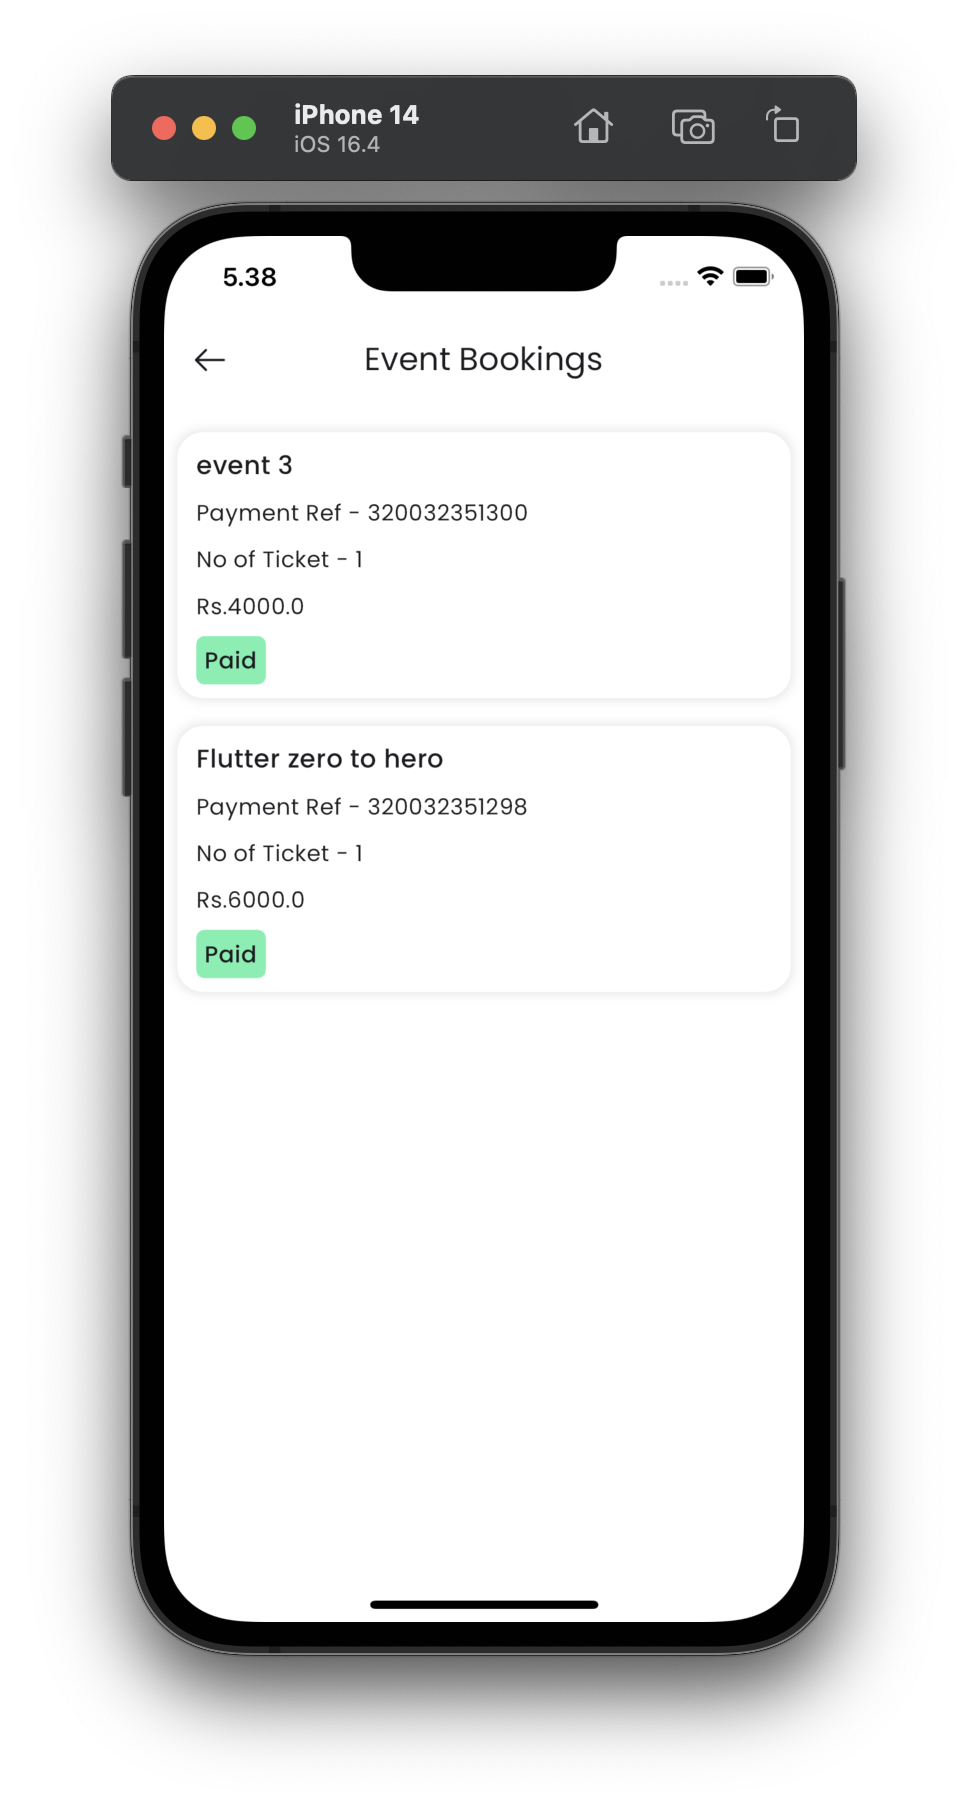 iPhone 14
iOS 16.4
5.38
Event Bookings
event 3
Payment Ref - 320032351300
No of Ticket - 1
Rs.4000.0
Paid
Flutter zero to hero
Payment Ref - 320032351298
No of Ticket - 1
Rs.6000.0
Paid